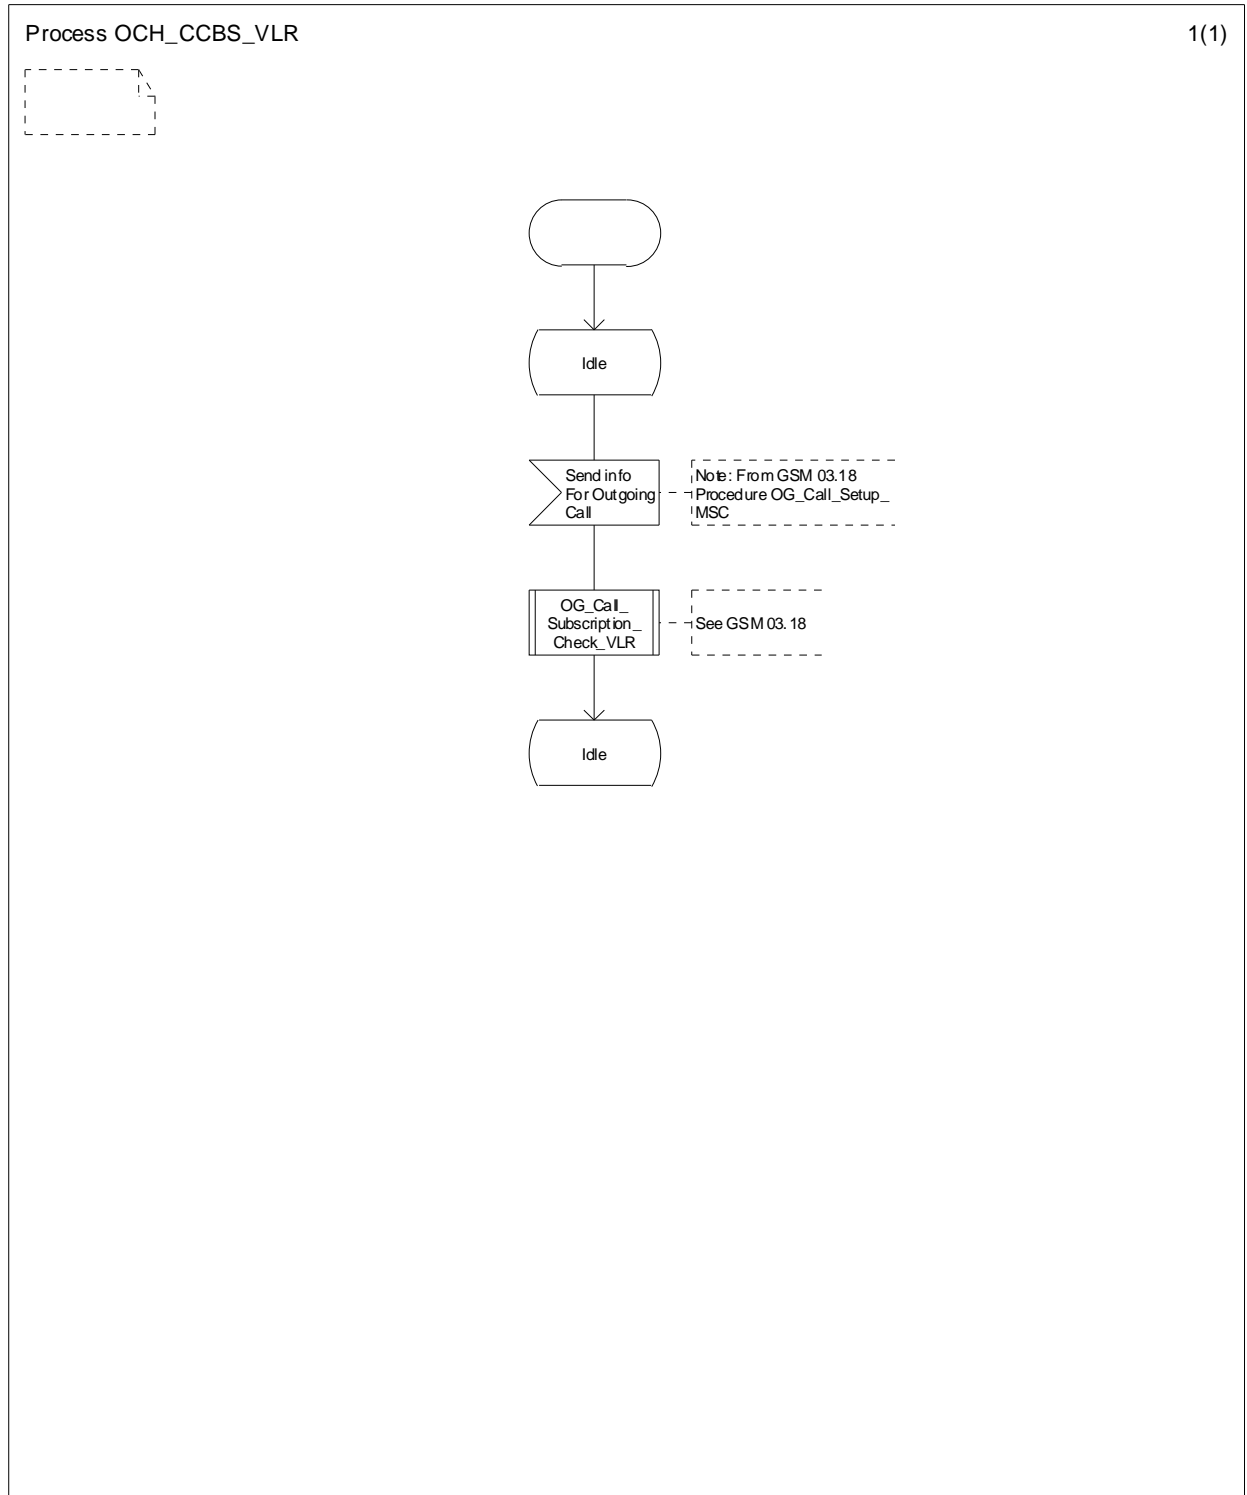 Process OCH_CCBS_VLR
1(1)
Idle
Send info
For Outgoing
Call
Note: From GSM 03.18
Procedure OG_Call_Setup_
MSC
OG_Call_
Subscription_
Check_VLR
See GSM 03.18
Idle